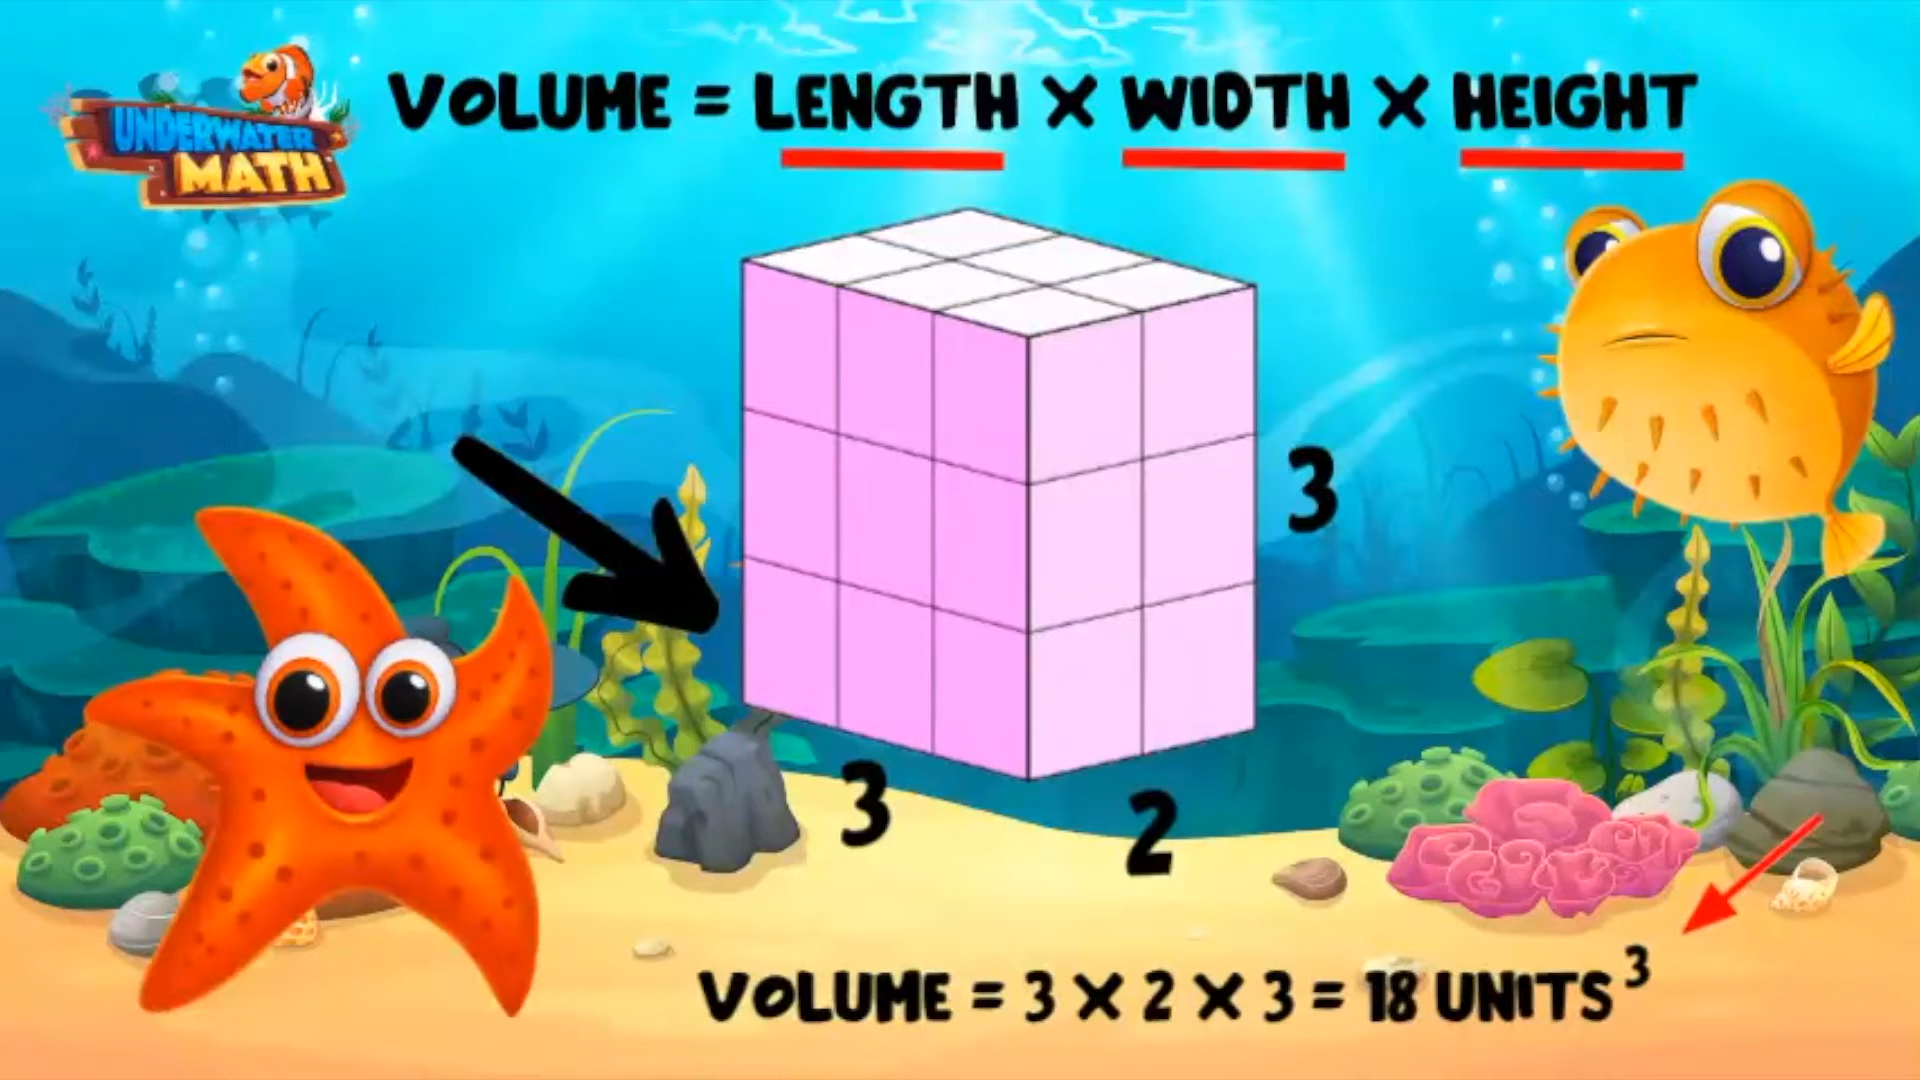 UNDERWATER
MATH
VOLUME = LENGTH X WIDTH X HEIGHT
3
3
2
VOLUME = 3 X 2 X 3 = 18 UNITS³